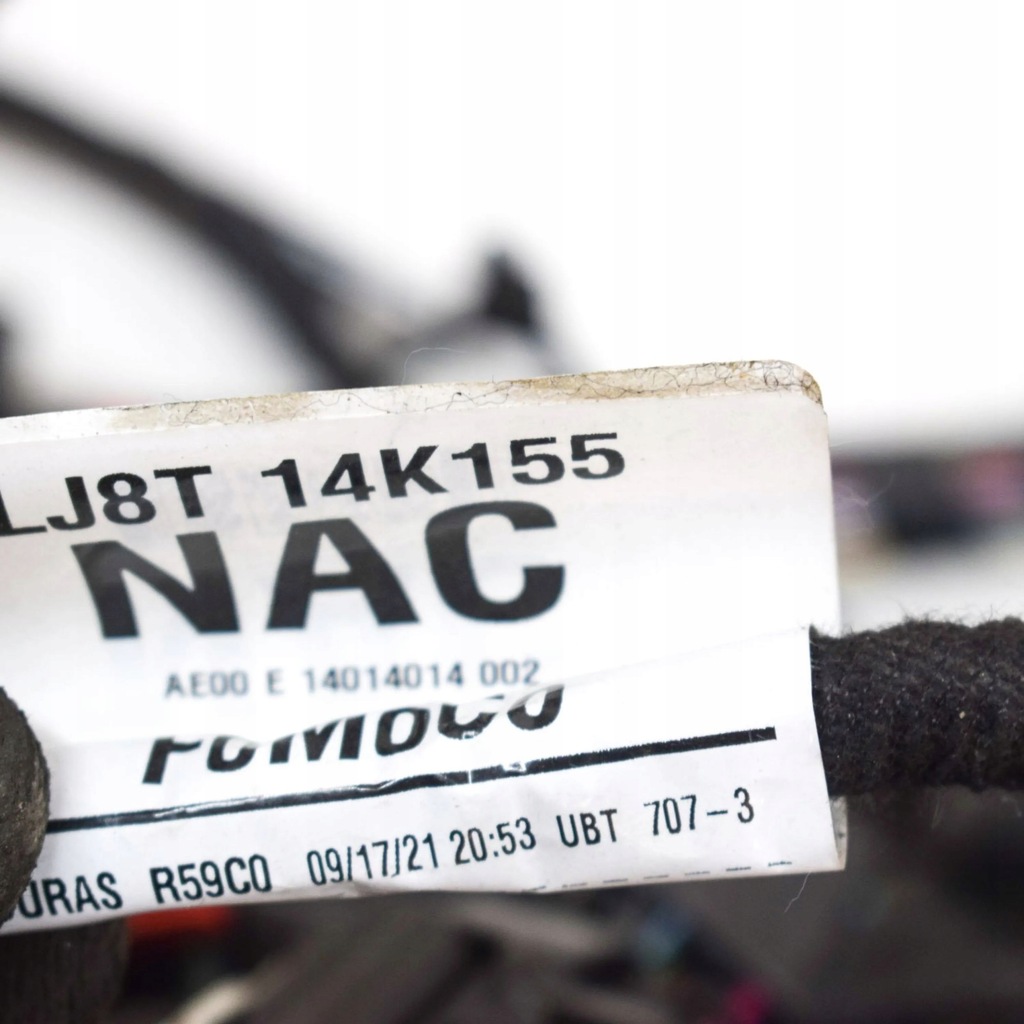 LJ8T 14K155
NAC
AE00 E 14014014 002
FoMoCo
URAS R59C0 09/17/21 20:53 UBT 707-3